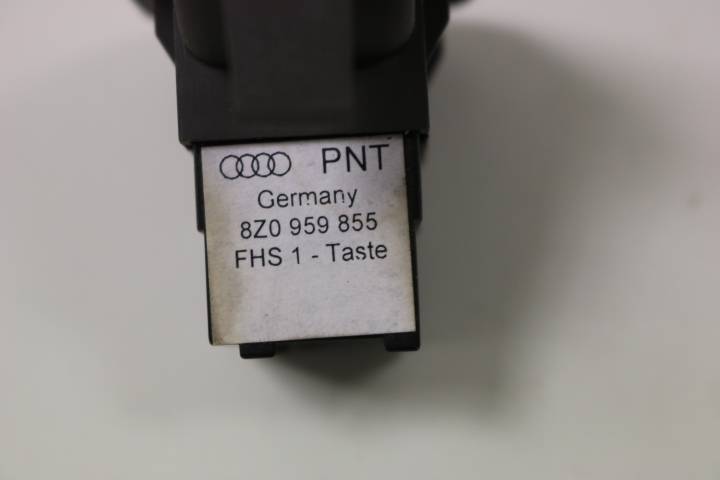 PNT
Germany
8Z0 959 855
FHS 1 - Taste